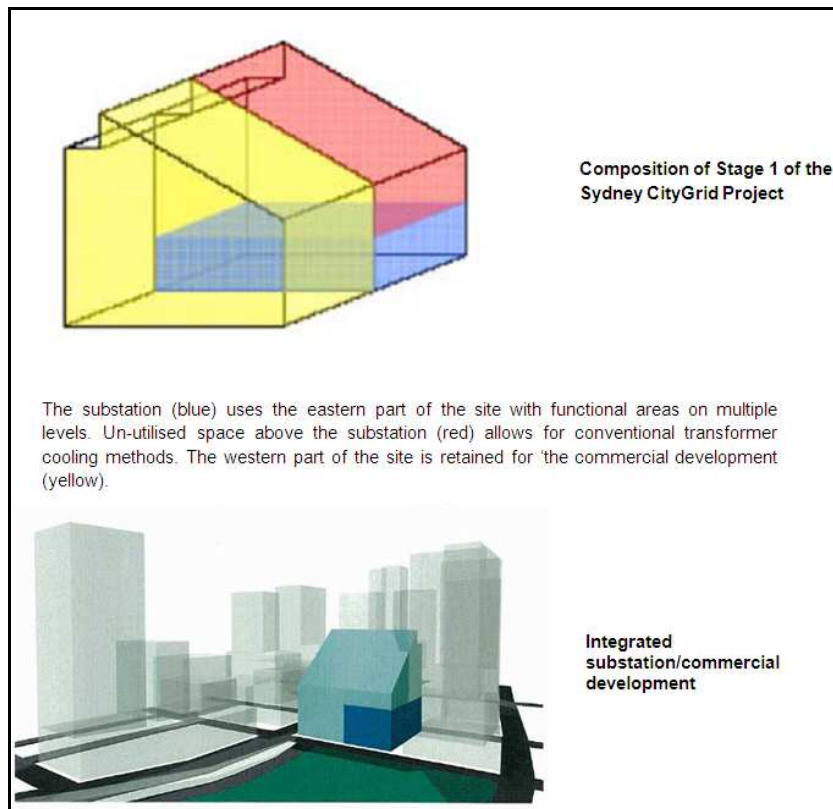 Composition of Stage 1 of the
Sydney CityGrid Project
The substation (blue) uses the eastern part of the site with functional areas on multiple
levels. Un-utilised space above the substation (red) allows for conventional transformer
cooling methods. The western part of the site is retained for 'the commercial development
(yellow).
Integrated
substation/commercial
development